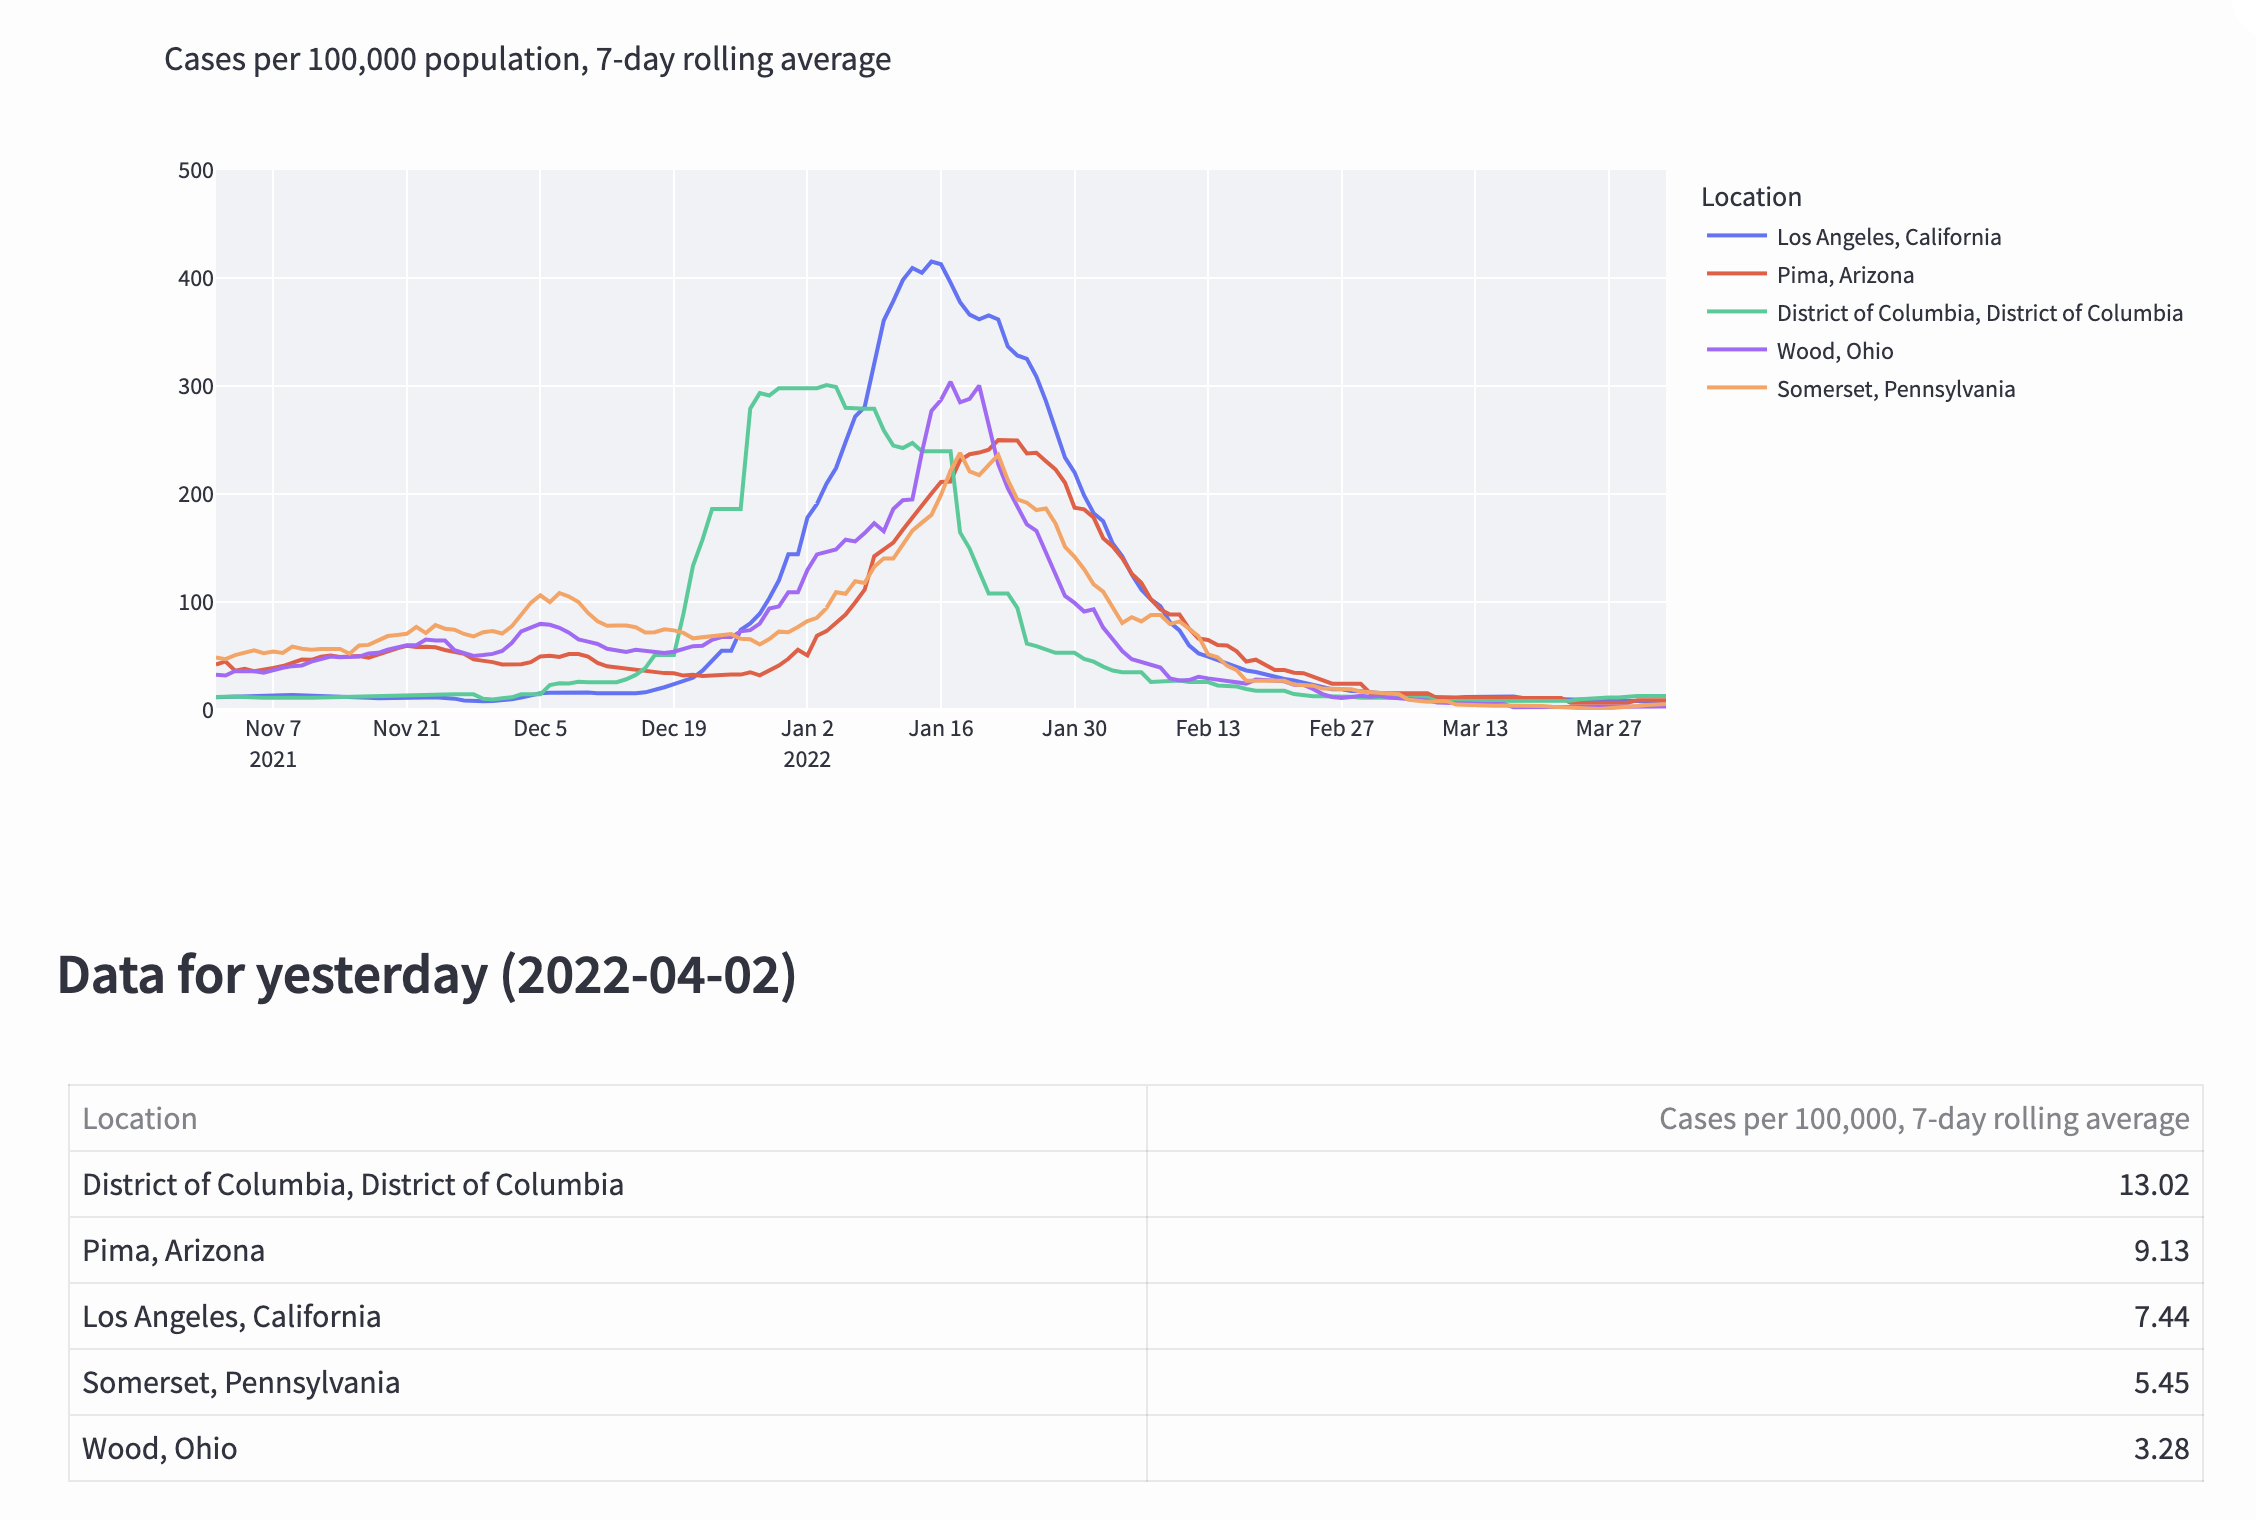 Cases per 100,000 population, 7-day rolling average
500
400
300
200
100
0
Nov 7
2021
Nov 21
Dec 5
Dec 19
Jan 2
2022
Jan 16
Jan 30
Feb 13
Feb 27
Mar 13
Mar 27
Location
Los Angeles, California
Pima, Arizona
District of Columbia, District of Columbia
Wood, Ohio
Somerset, Pennsylvania
Data for yesterday (2022-04-02)
Location Cases per 100,000, 7-day rolling average
District of Columbia, District of Columbia 13.02
Pima, Arizona 9.13
Los Angeles, California 7.44
Somerset, Pennsylvania 5.45
Wood, Ohio 3.28